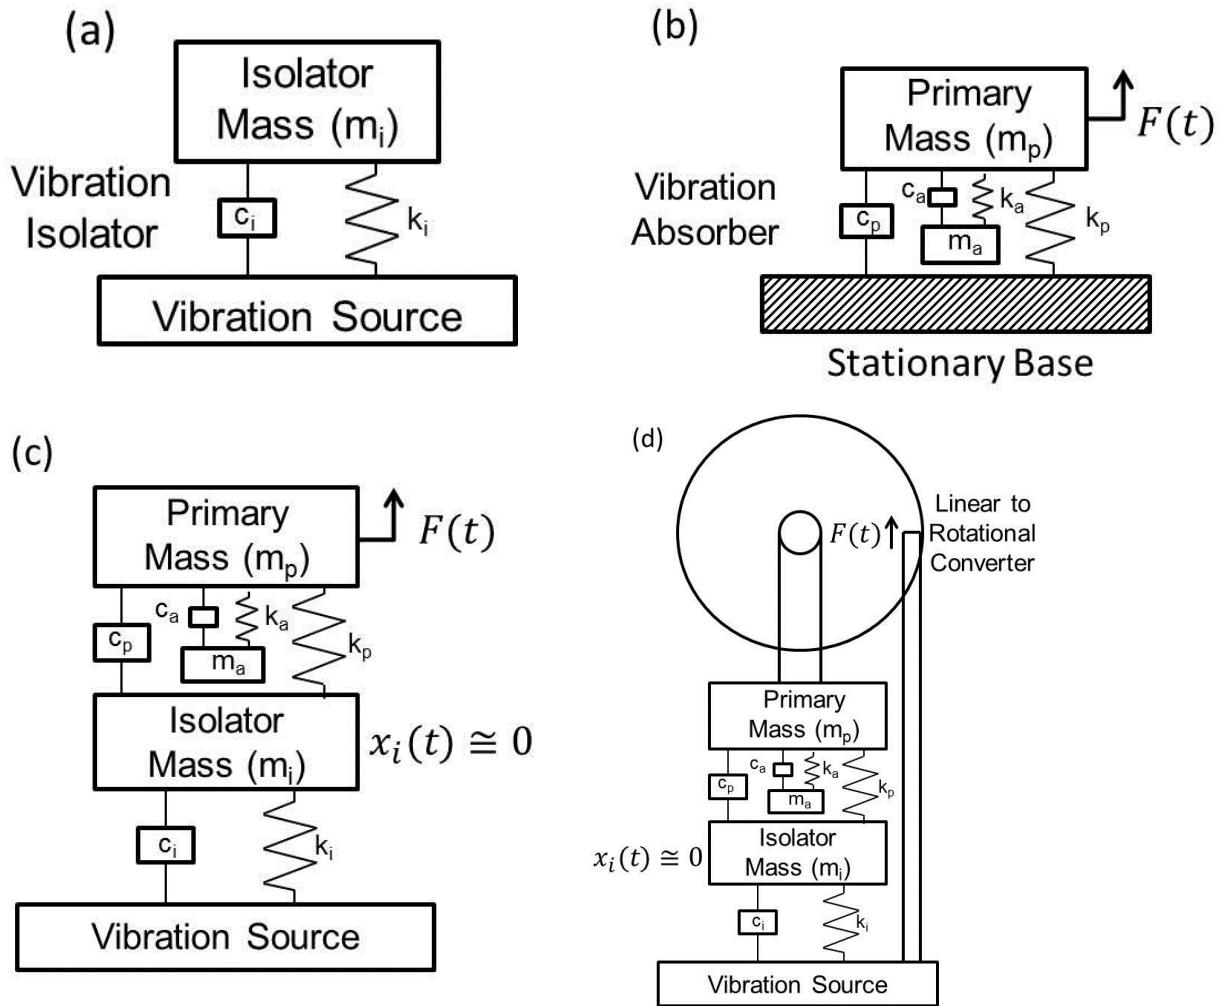 (a)
Isolator
Mass (mᵢ)
Vibration
Isolator
cᵢ
kᵢ
Vibration Source
(b)
Primary
Mass (mₚ)
F(t)
Vibration
Absorber
cₚ
cₐ
kₐ
mₐ
kₚ
Stationary Base
(c)
Primary
Mass (mₚ)
F(t)
cₚ
cₐ
kₐ
mₐ
kₚ
Isolator
Mass (mᵢ)
xᵢ(t) ≅ 0
cᵢ
kᵢ
Vibration Source
(d)
F(t)
Linear to
Rotational
Converter
Primary
Mass (mₚ)
cₚ
cₐ
kₐ
mₐ
kₚ
Isolator
Mass (mᵢ)
xᵢ(t) ≅ 0
cᵢ
kᵢ
Vibration Source